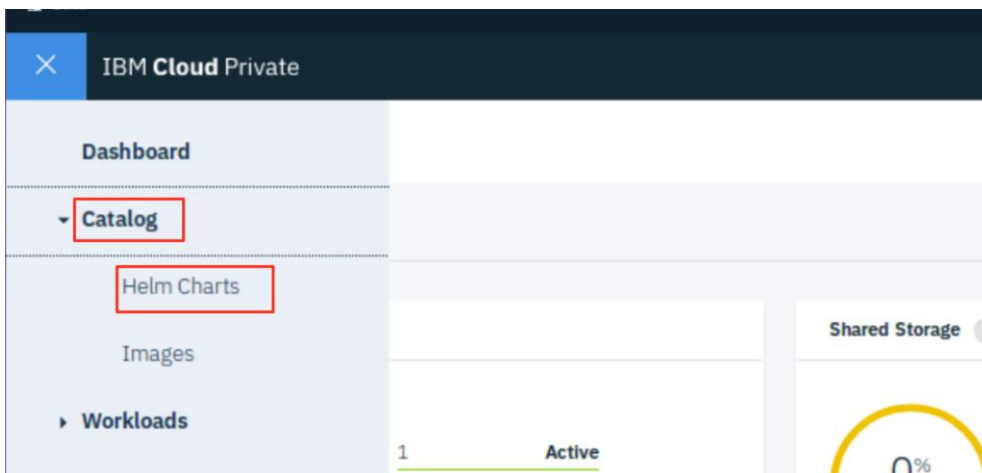 IBM Cloud Private
Dashboard
Catalog
Helm Charts
Images
Workloads
Shared Storage
1 Active
0%